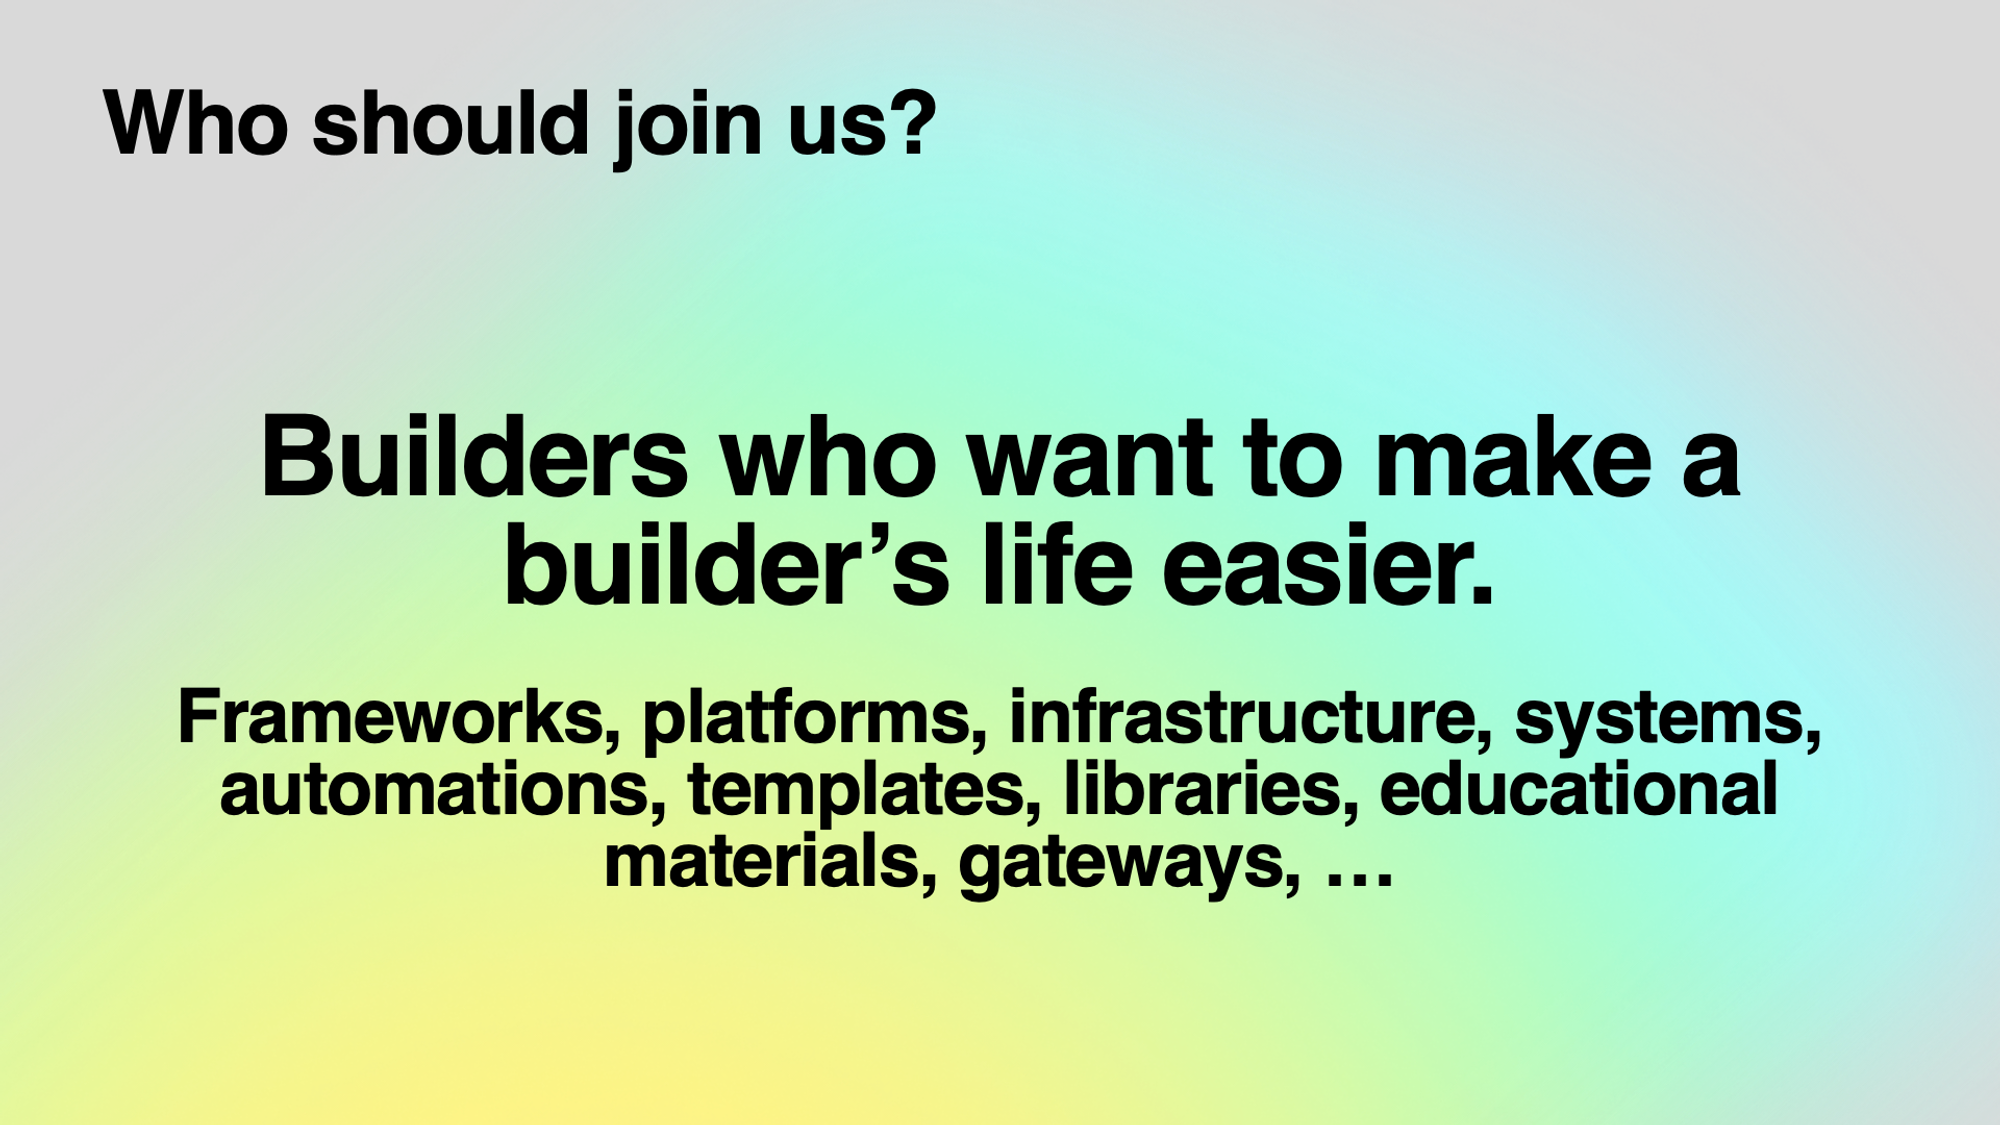 Who should join us?
Builders who want to make a
builder’s life easier.
Frameworks, platforms, infrastructure, systems,
automations, templates, libraries, educational
materials, gateways, …